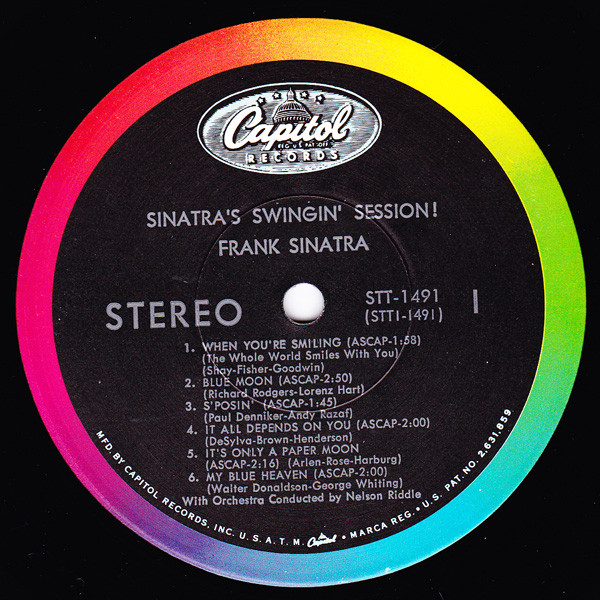 Capitol
REG. U.S. PAT. OFF.
RECORDS
SINATRA'S SWINGIN' SESSION!
FRANK SINATRA
STEREO
STT-1491
(STT1-1491)
1
1. WHEN YOU'RE SMILING (ASCAP-1:58)
(The Whole World Smiles With You)
(Shay-Fisher-Goodwin)
2. BLUE MOON (ASCAP-2:50)
(Richard Rodgers-Lorenz Hart)
3. S'POSIN' (ASCAP-1:45)
(Paul Denniker-Andy Razaf)
4. IT ALL DEPENDS ON YOU (ASCAP-2:00)
(DeSylva-Brown-Henderson)
5. IT'S ONLY A PAPER MOON
(ASCAP-2:16) (Arlen-Rose-Harburg)
6. MY BLUE HEAVEN (ASCAP-2:00)
(Walter Donaldson-George Whiting)
With Orchestra Conducted by Nelson Riddle
MFD. BY CAPITOL RECORDS, INC. U.S.A. T.M. Capitol • MARCA REG. • U.S. PAT. NO. 2,631,859